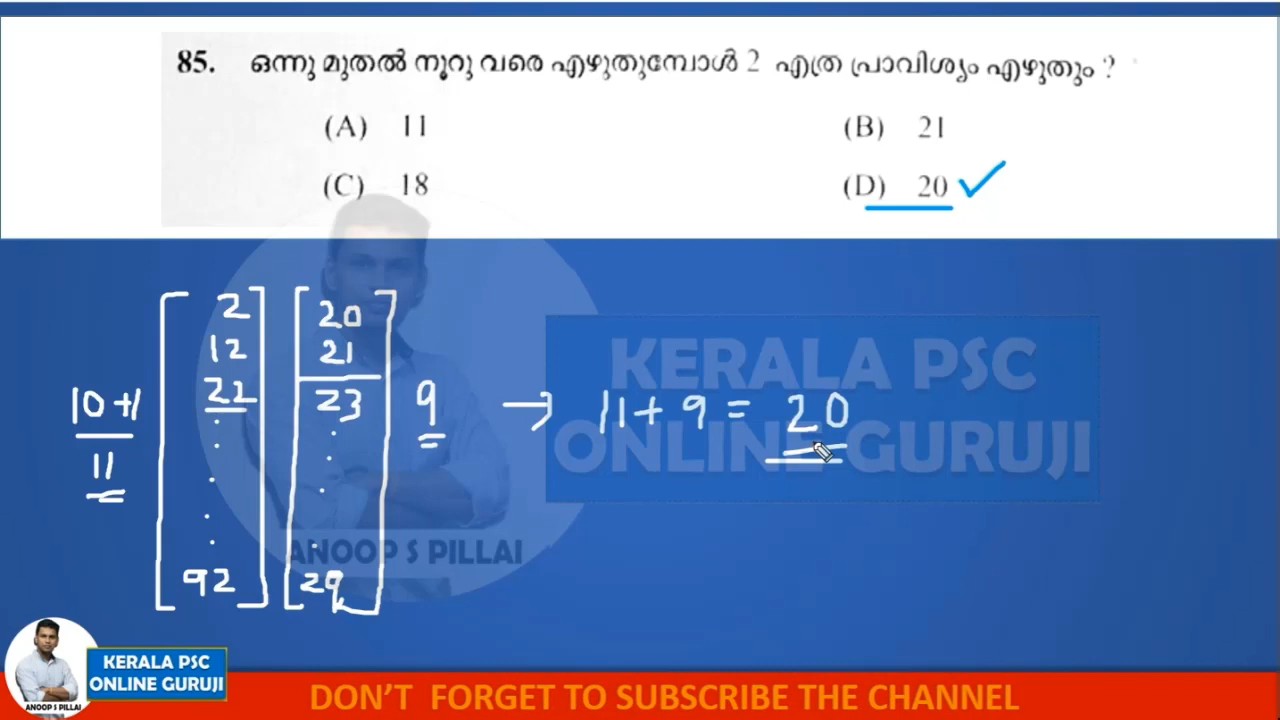 85. ഒന്നു മുതൽ നൂറു വരെ എഴുതുമ്പോൾ 2 എത്ര പ്രാവിശ്യം എഴുതും ?
(A) 11 (B) 21
(C) 18 (D) 20
2 20
12 21
22 23
10+1 9 → 11+9 = 20
11
92 29
KERALA PSC
ONLINE GURUJI
ANOOP S PILLAI
KERALA PSC
ONLINE GURUJI
ANOOP S PILLAI
DON'T FORGET TO SUBSCRIBE THE CHANNEL